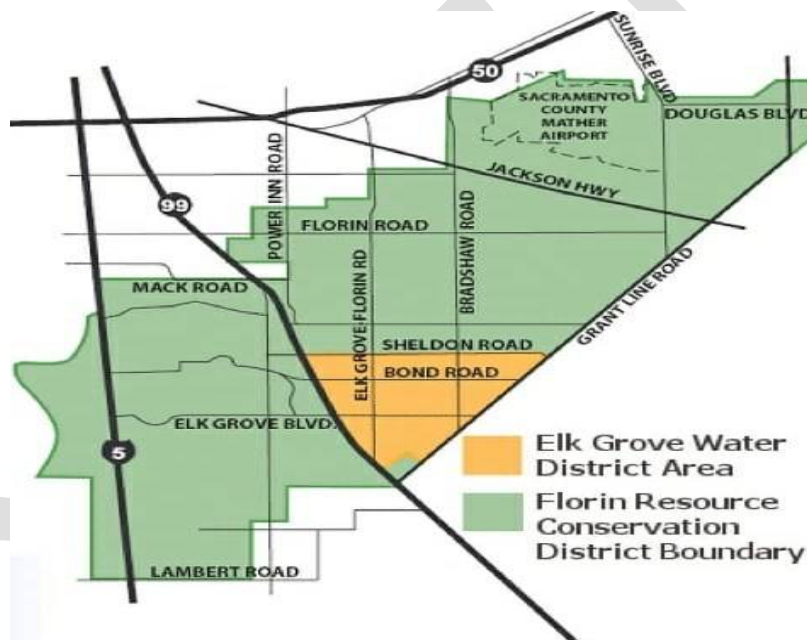 SUNRISE BLVD
50
SACRAMENTO
COUNTY
MATHER
AIRPORT
DOUGLAS BLVD
JACKSON HWY
POWER INN ROAD
99
FLORIN ROAD
BRADSHAW ROAD
ELK GROVE-FLORIN RD
MACK ROAD
GRANT LINE ROAD
SHELDON ROAD
BOND ROAD
ELK GROVE BLVD.
5
LAMBERT ROAD
Elk Grove Water
District Area
Florin Resource
Conservation
District Boundary